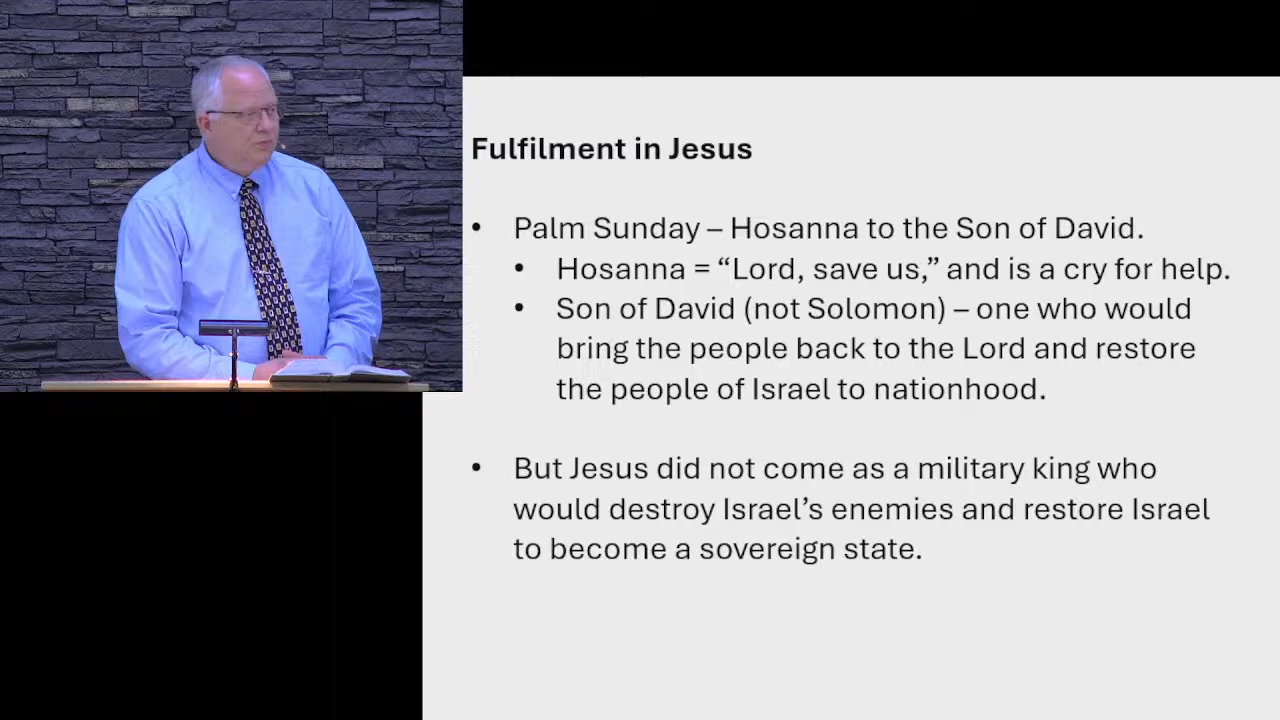 Fulfilment in Jesus
• Palm Sunday – Hosanna to the Son of David.
• Hosanna = “Lord, save us,” and is a cry for help.
• Son of David (not Solomon) – one who would
bring the people back to the Lord and restore
the people of Israel to nationhood.
• But Jesus did not come as a military king who
would destroy Israel’s enemies and restore Israel
to become a sovereign state.